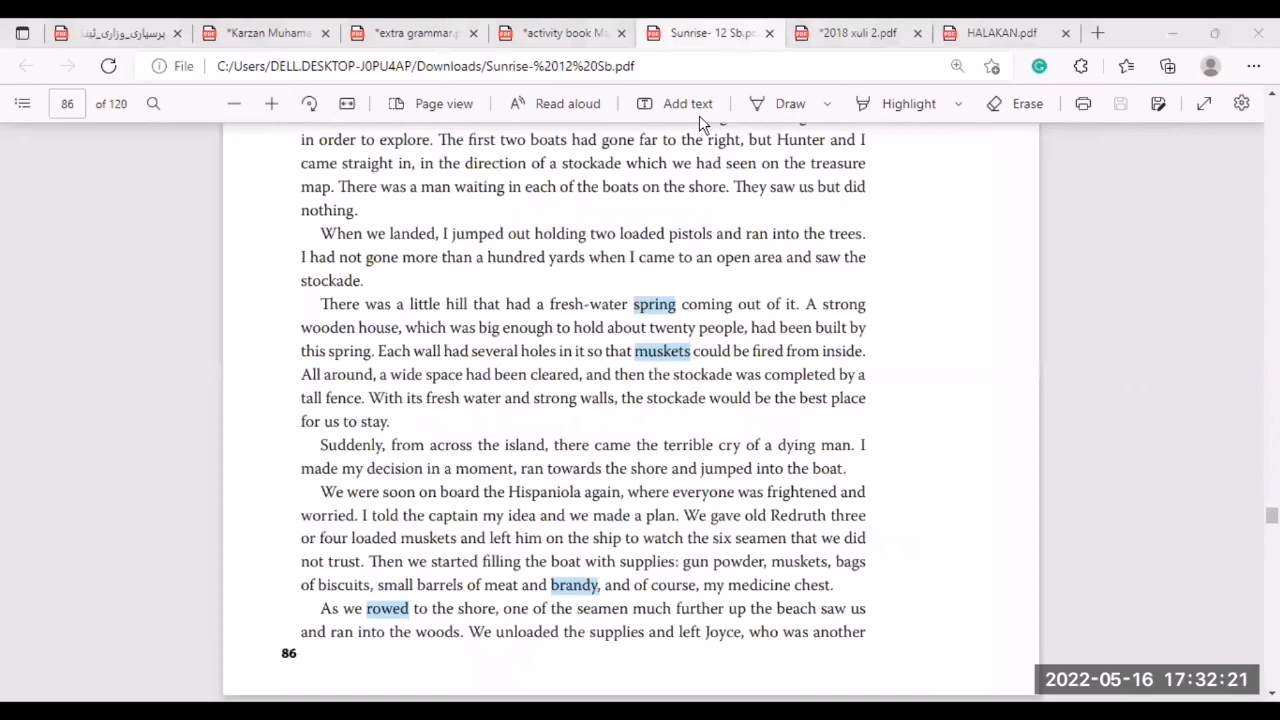 *Karzan Muhama
*extra grammar.p
*activity book Ma
Sunrise- 12 Sb.pd
*2018 xuli 2.pdf
HALAKAN.pdf
File
C:/Users/DELL.DESKTOP-J0PU4AP/Downloads/Sunrise-%2012%20Sb.pdf
86 of 120
Page view
Read aloud
Add text
Draw
Highlight
Erase
in order to explore. The first two boats had gone far to the right, but Hunter and I
came straight in, in the direction of a stockade which we had seen on the treasure
map. There was a man waiting in each of the boats on the shore. They saw us but did
nothing.
When we landed, I jumped out holding two loaded pistols and ran into the trees.
I had not gone more than a hundred yards when I came to an open area and saw the
stockade.
There was a little hill that had a fresh-water spring coming out of it. A strong
wooden house, which was big enough to hold about twenty people, had been built by
this spring. Each wall had several holes in it so that muskets could be fired from inside.
All around, a wide space had been cleared, and then the stockade was completed by a
tall fence. With its fresh water and strong walls, the stockade would be the best place
for us to stay.
Suddenly, from across the island, there came the terrible cry of a dying man. I
made my decision in a moment, ran towards the shore and jumped into the boat.
We were soon on board the Hispaniola again, where everyone was frightened and
worried. I told the captain my idea and we made a plan. We gave old Redruth three
or four loaded muskets and left him on the ship to watch the six seamen that we did
not trust. Then we started filling the boat with supplies: gun powder, muskets, bags
of biscuits, small barrels of meat and brandy, and of course, my medicine chest.
As we rowed to the shore, one of the seamen much further up the beach saw us
and ran into the woods. We unloaded the supplies and left Joyce, who was another
86
2022-05-16 17:32:21